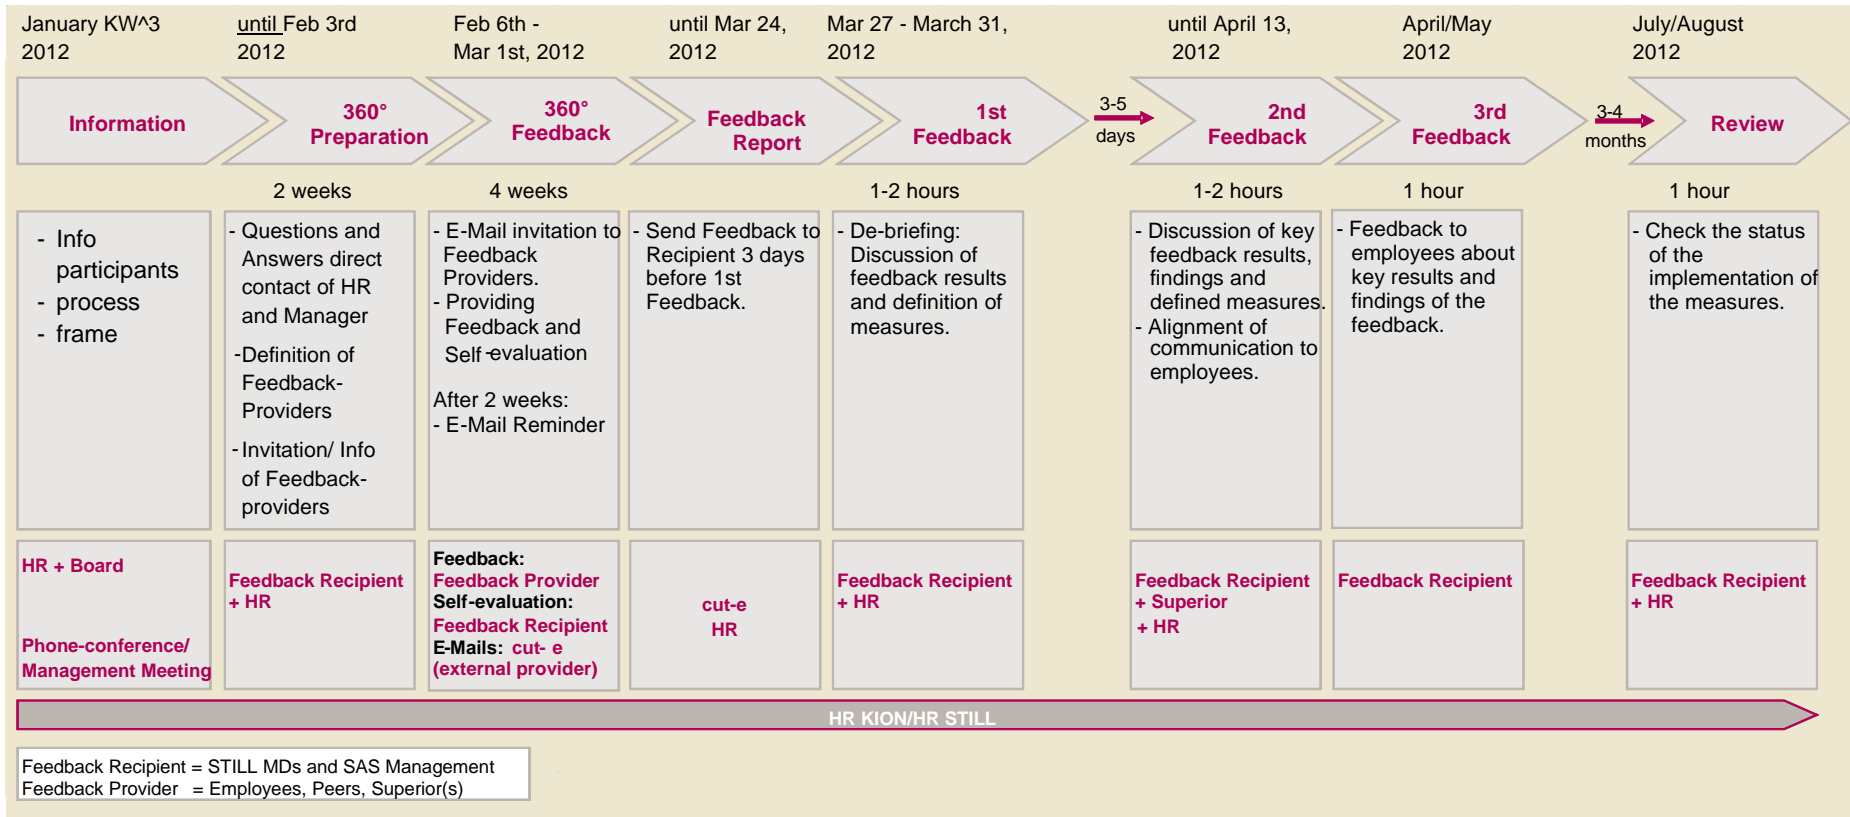 January KW^3
2012
until Feb 3rd
2012
Feb 6th -
Mar 1st, 2012
until Mar 24,
2012
Mar 27 - March 31,
2012
until April 13,
2012
April/May
2012
July/August
2012
Information
360°
Preparation
360°
Feedback
Feedback
Report
1st
Feedback
3-5
days
2nd
Feedback
3rd
Feedback
3-4
months
Review
2 weeks
4 weeks
1-2 hours
1-2 hours
1 hour
1 hour
- Info
participants
- process
- frame
- Questions and
Answers direct
contact of HR
and Manager
-Definition of
Feedback-
Providers
-Invitation/ Info
of Feedback-
providers
- E-Mail invitation to
Feedback
Providers.
- Providing
Feedback and
Self-evaluation
After 2 weeks:
- E-Mail Reminder
- Send Feedback to
Recipient 3 days
before 1st
Feedback.
- De-briefing:
Discussion of
feedback results
and definition of
measures.
- Discussion of key
feedback results,
findings and
defined measures.
- Alignment of
communication to
employees.
- Feedback to
employees about
key results and
findings of the
feedback.
- Check the status
of the
implementation of
the measures.
HR + Board
Phone-conference/
Management Meeting
Feedback Recipient
+ HR
Feedback:
Feedback Provider
Self-evaluation:
Feedback Recipient
E-Mails: cut- e
(external provider)
cut-e
HR
Feedback Recipient
+ HR
Feedback Recipient
+ Superior
+ HR
Feedback Recipient
Feedback Recipient
+ HR
HR KION/HR STILL
Feedback Recipient = STILL MDs and SAS Management
Feedback Provider = Employees, Peers, Superior(s)